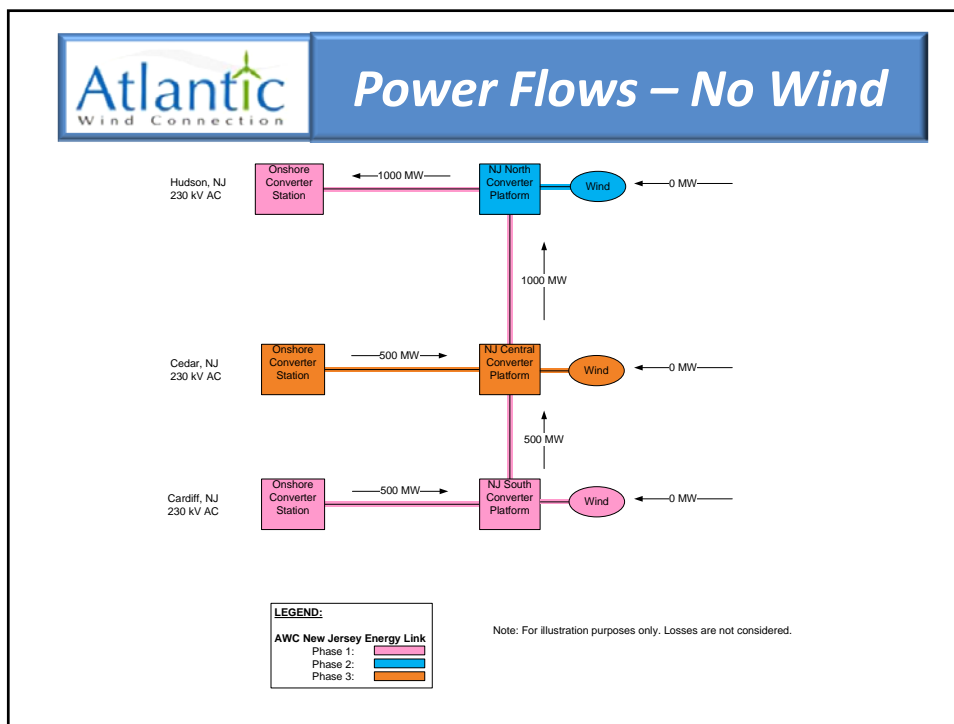 Atlantic
Wind Connection
Power Flows – No Wind
Hudson, NJ
230 kV AC
Onshore
Converter
Station
1000 MW
NJ North
Converter
Platform
Wind
0 MW
1000 MW
Cedar, NJ
230 kV AC
Onshore
Converter
Station
500 MW
NJ Central
Converter
Platform
Wind
0 MW
500 MW
Cardiff, NJ
230 kV AC
Onshore
Converter
Station
500 MW
NJ South
Converter
Platform
Wind
0 MW
LEGEND:
AWC New Jersey Energy Link
Phase 1:
Phase 2:
Phase 3:
Note: For illustration purposes only. Losses are not considered.